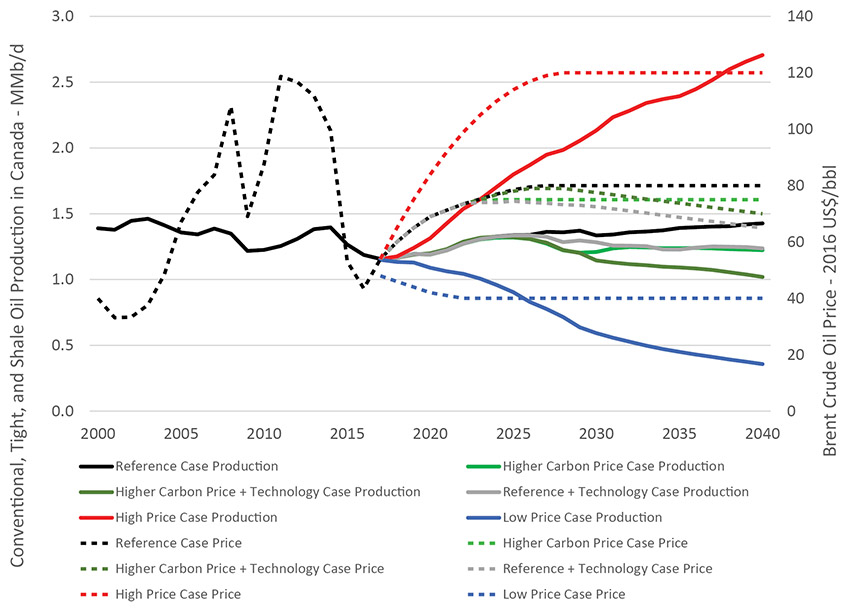 Conventional, Tight, and Shale Oil Production in Canada - MMb/d
3.0
2.5
2.0
1.5
1.0
0.5
0.0
140
120
100
80
60
40
20
0
Brent Crude Oil Price - 2016 US$/bbl
2000 2005 2010 2015 2020 2025 2030 2035 2040
Reference Case Production
Higher Carbon Price Case Production
Higher Carbon Price + Technology Case Production
Reference + Technology Case Production
High Price Case Production
Low Price Case Production
Reference Case Price
Higher Carbon Price Case Price
Higher Carbon Price + Technology Case Price
Reference + Technology Case Price
High Price Case Price
Low Price Case Price